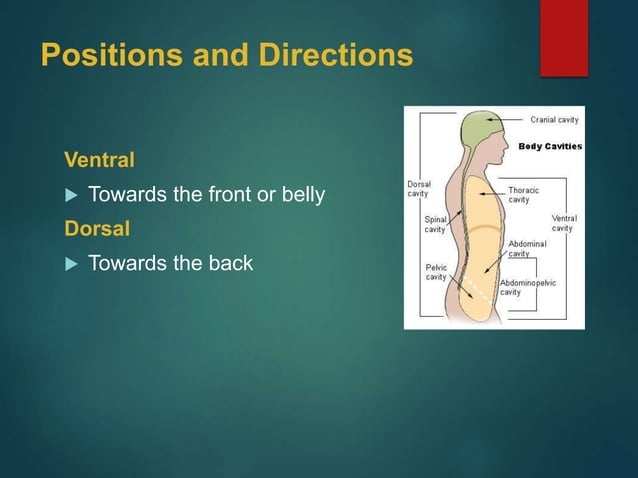 Positions and Directions
Ventral
Towards the front or belly
Dorsal
Towards the back
Cranial cavity
Body Cavities
Dorsal
cavity
Thoracic
cavity
Spinal
cavity
Ventral
cavity
Abdominal
cavity
Pelvic
cavity
Abdominopelvic
cavity